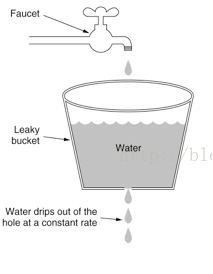 Faucet
Leaky
bucket
Water
Water drips out of the
hole at a constant rate